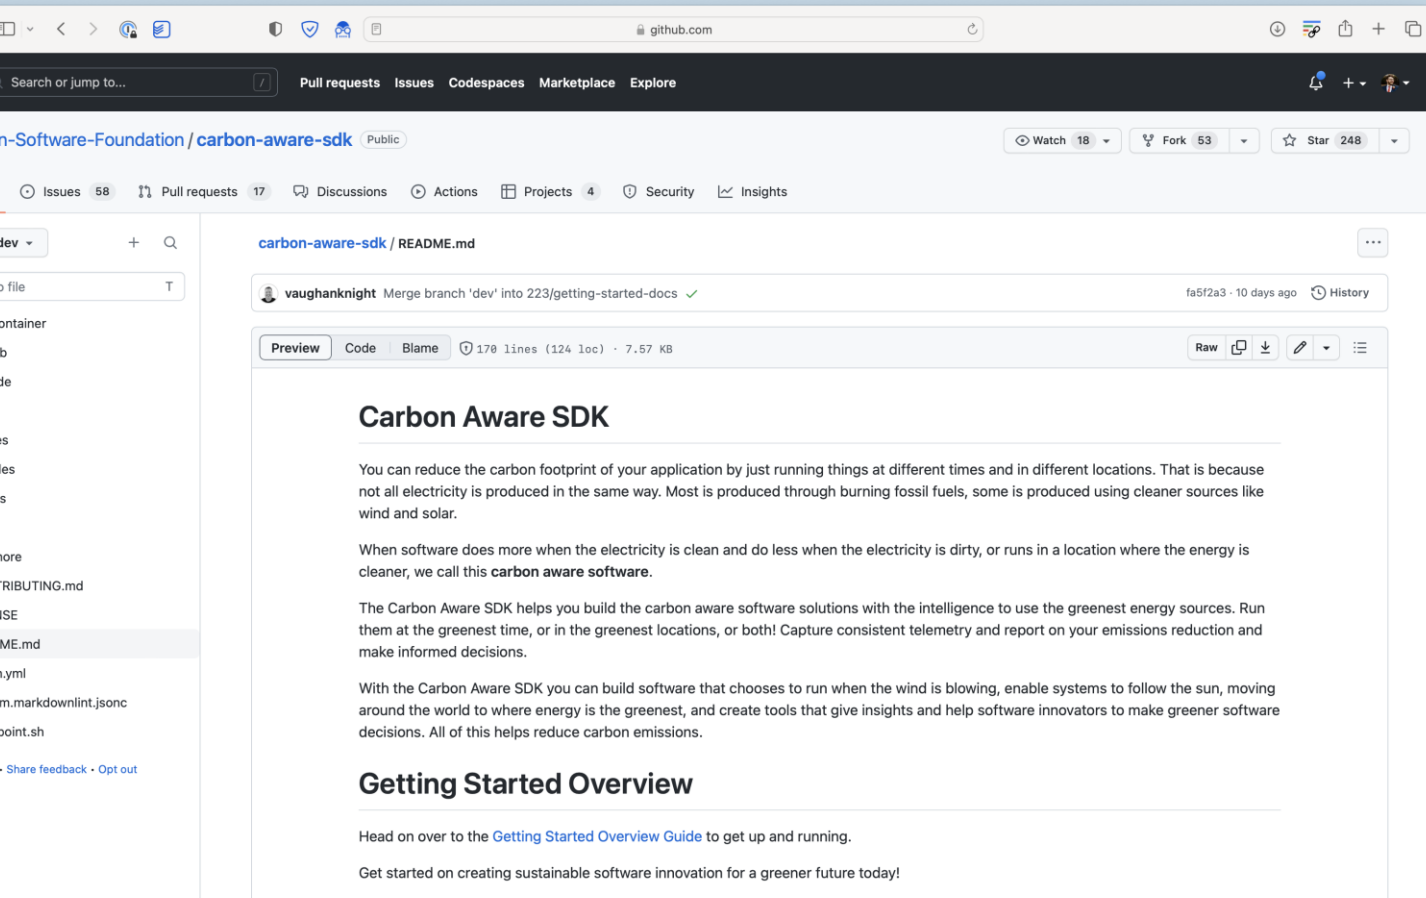 github.com
Search or jump to...
/
Pull requests
Issues
Codespaces
Marketplace
Explore
n-Software-Foundation / carbon-aware-sdk
Public
Watch 18
Fork 53
Star 248
Issues 58
Pull requests 17
Discussions
Actions
Projects 4
Security
Insights
dev
o file
T
ontainer
b
de
es
les
s
more
TRIBUTING.md
NSE
ME.md
n.yml
m.markdownlint.jsonc
point.sh
· Share feedback · Opt out
carbon-aware-sdk / README.md
vaughanknight Merge branch 'dev' into 223/getting-started-docs
fa5f2a3 · 10 days ago
History
Preview
Code
Blame
170 lines (124 loc) · 7.57 KB
Raw
Carbon Aware SDK
You can reduce the carbon footprint of your application by just running things at different times and in different locations. That is because
not all electricity is produced in the same way. Most is produced through burning fossil fuels, some is produced using cleaner sources like
wind and solar.
When software does more when the electricity is clean and do less when the electricity is dirty, or runs in a location where the energy is
cleaner, we call this carbon aware software.
The Carbon Aware SDK helps you build the carbon aware software solutions with the intelligence to use the greenest energy sources. Run
them at the greenest time, or in the greenest locations, or both! Capture consistent telemetry and report on your emissions reduction and
make informed decisions.
With the Carbon Aware SDK you can build software that chooses to run when the wind is blowing, enable systems to follow the sun, moving
around the world to where energy is the greenest, and create tools that give insights and help software innovators to make greener software
decisions. All of this helps reduce carbon emissions.
Getting Started Overview
Head on over to the Getting Started Overview Guide to get up and running.
Get started on creating sustainable software innovation for a greener future today!